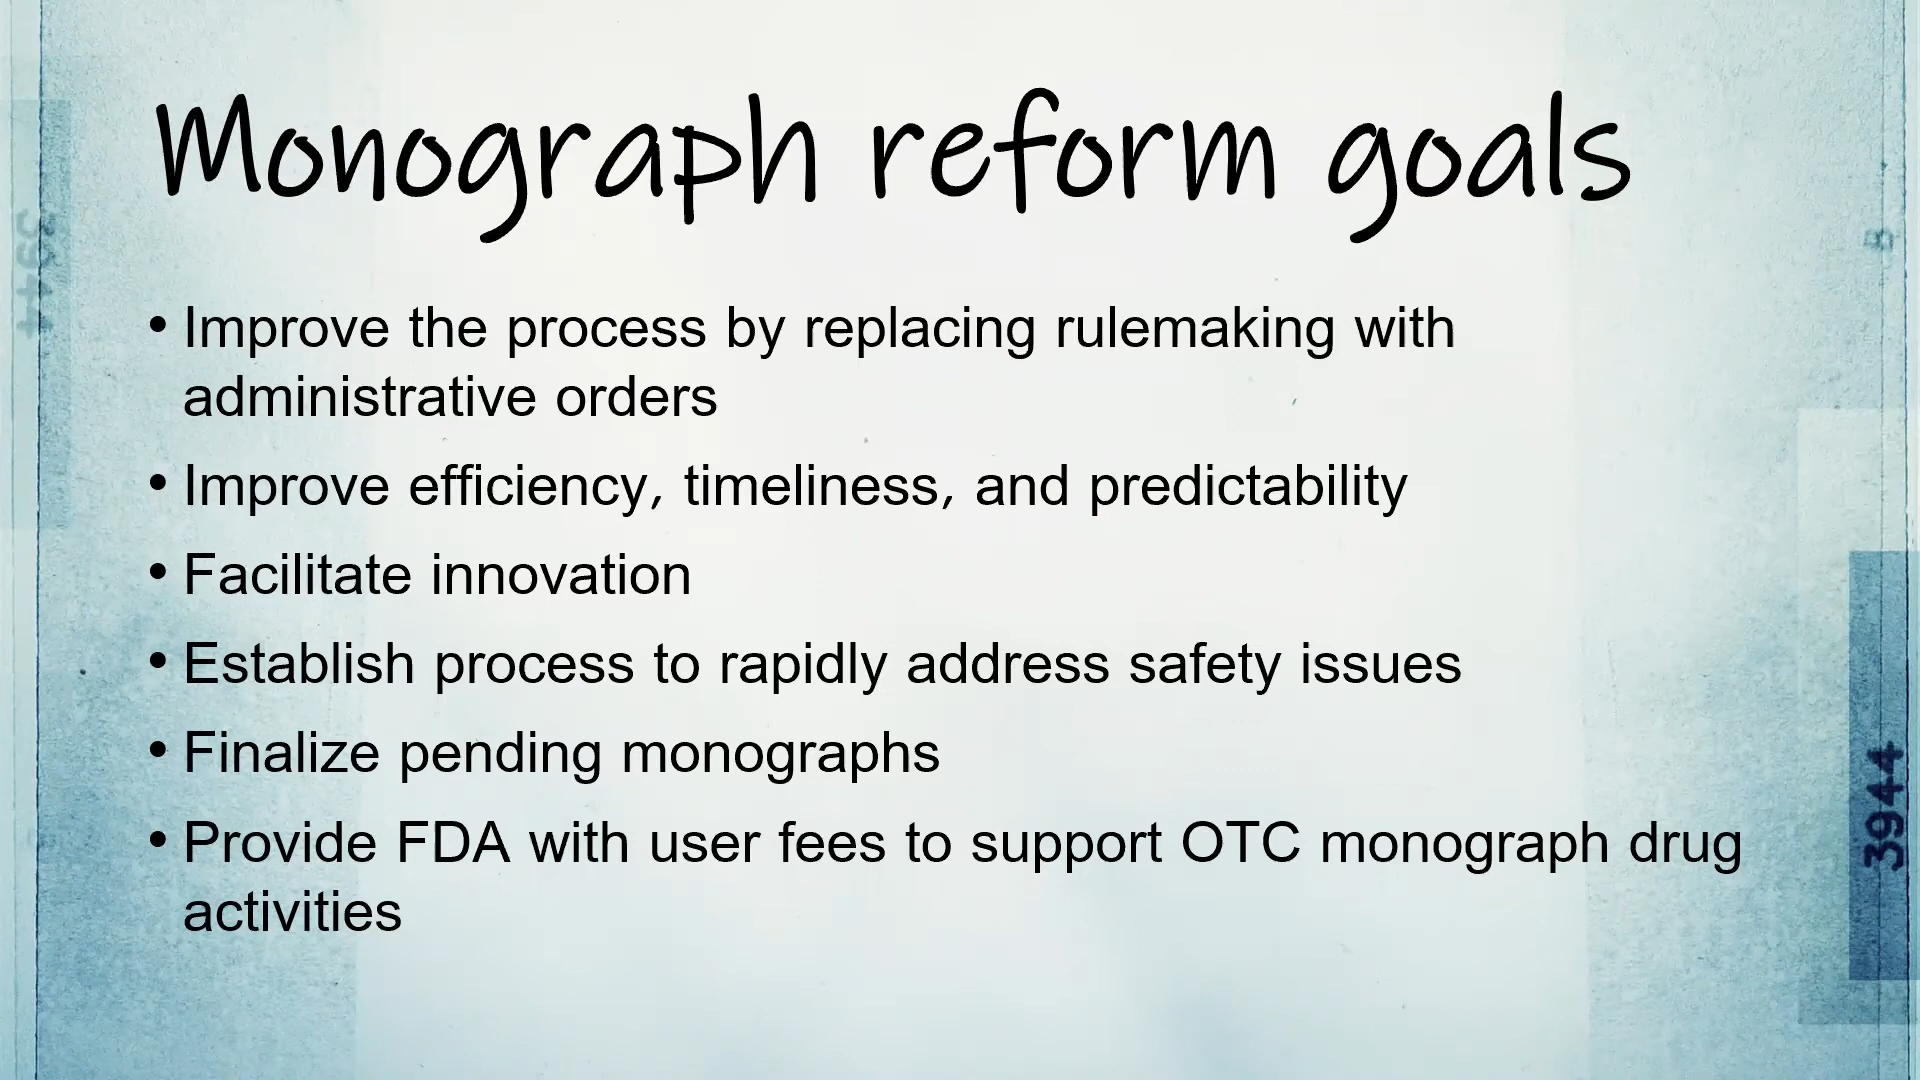 Monograph reform goals
• Improve the process by replacing rulemaking with
administrative orders
• Improve efficiency, timeliness, and predictability
• Facilitate innovation
• Establish process to rapidly address safety issues
• Finalize pending monographs
• Provide FDA with user fees to support OTC monograph drug
activities
3944
8
3944